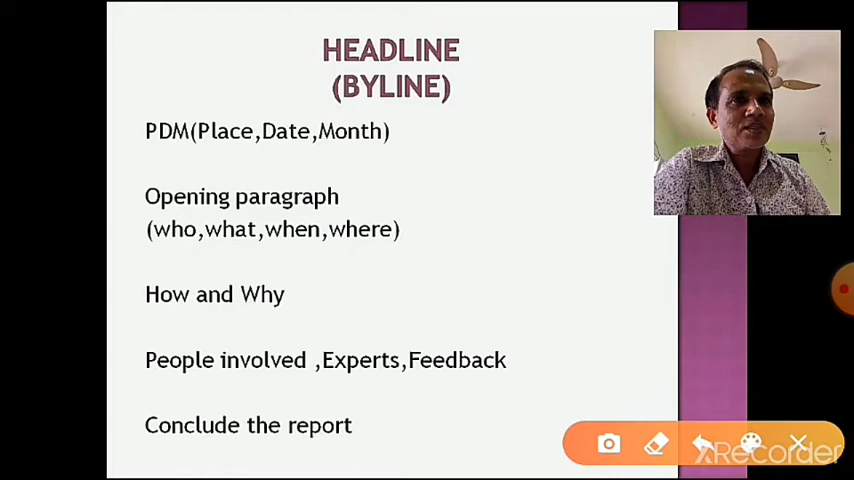 HEADLINE
(BYLINE)
PDM(Place,Date,Month)
Opening paragraph
(who,what,when,where)
How and Why
People involved ,Experts,Feedback
Conclude the report
XRecorder